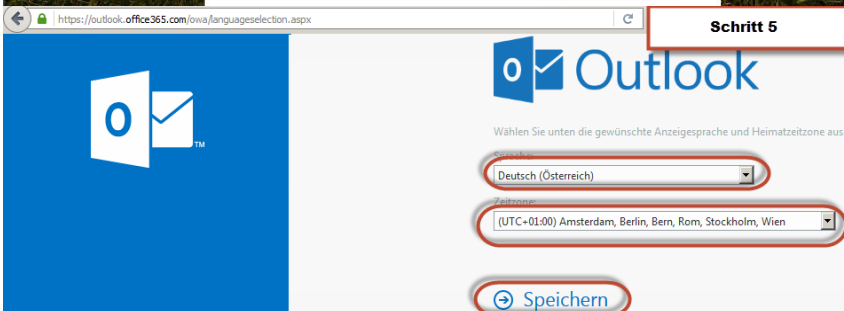 https://outlook.office365.com/owa/languageselection.aspx
Schritt 5
O
TM
O Outlook
Wählen Sie unten die gewünschte Anzeigesprache und Heimatzeitzone aus
Sprache:
Deutsch (Österreich)
Zeitzone:
(UTC+01:00) Amsterdam, Berlin, Bern, Rom, Stockholm, Wien
Speichern